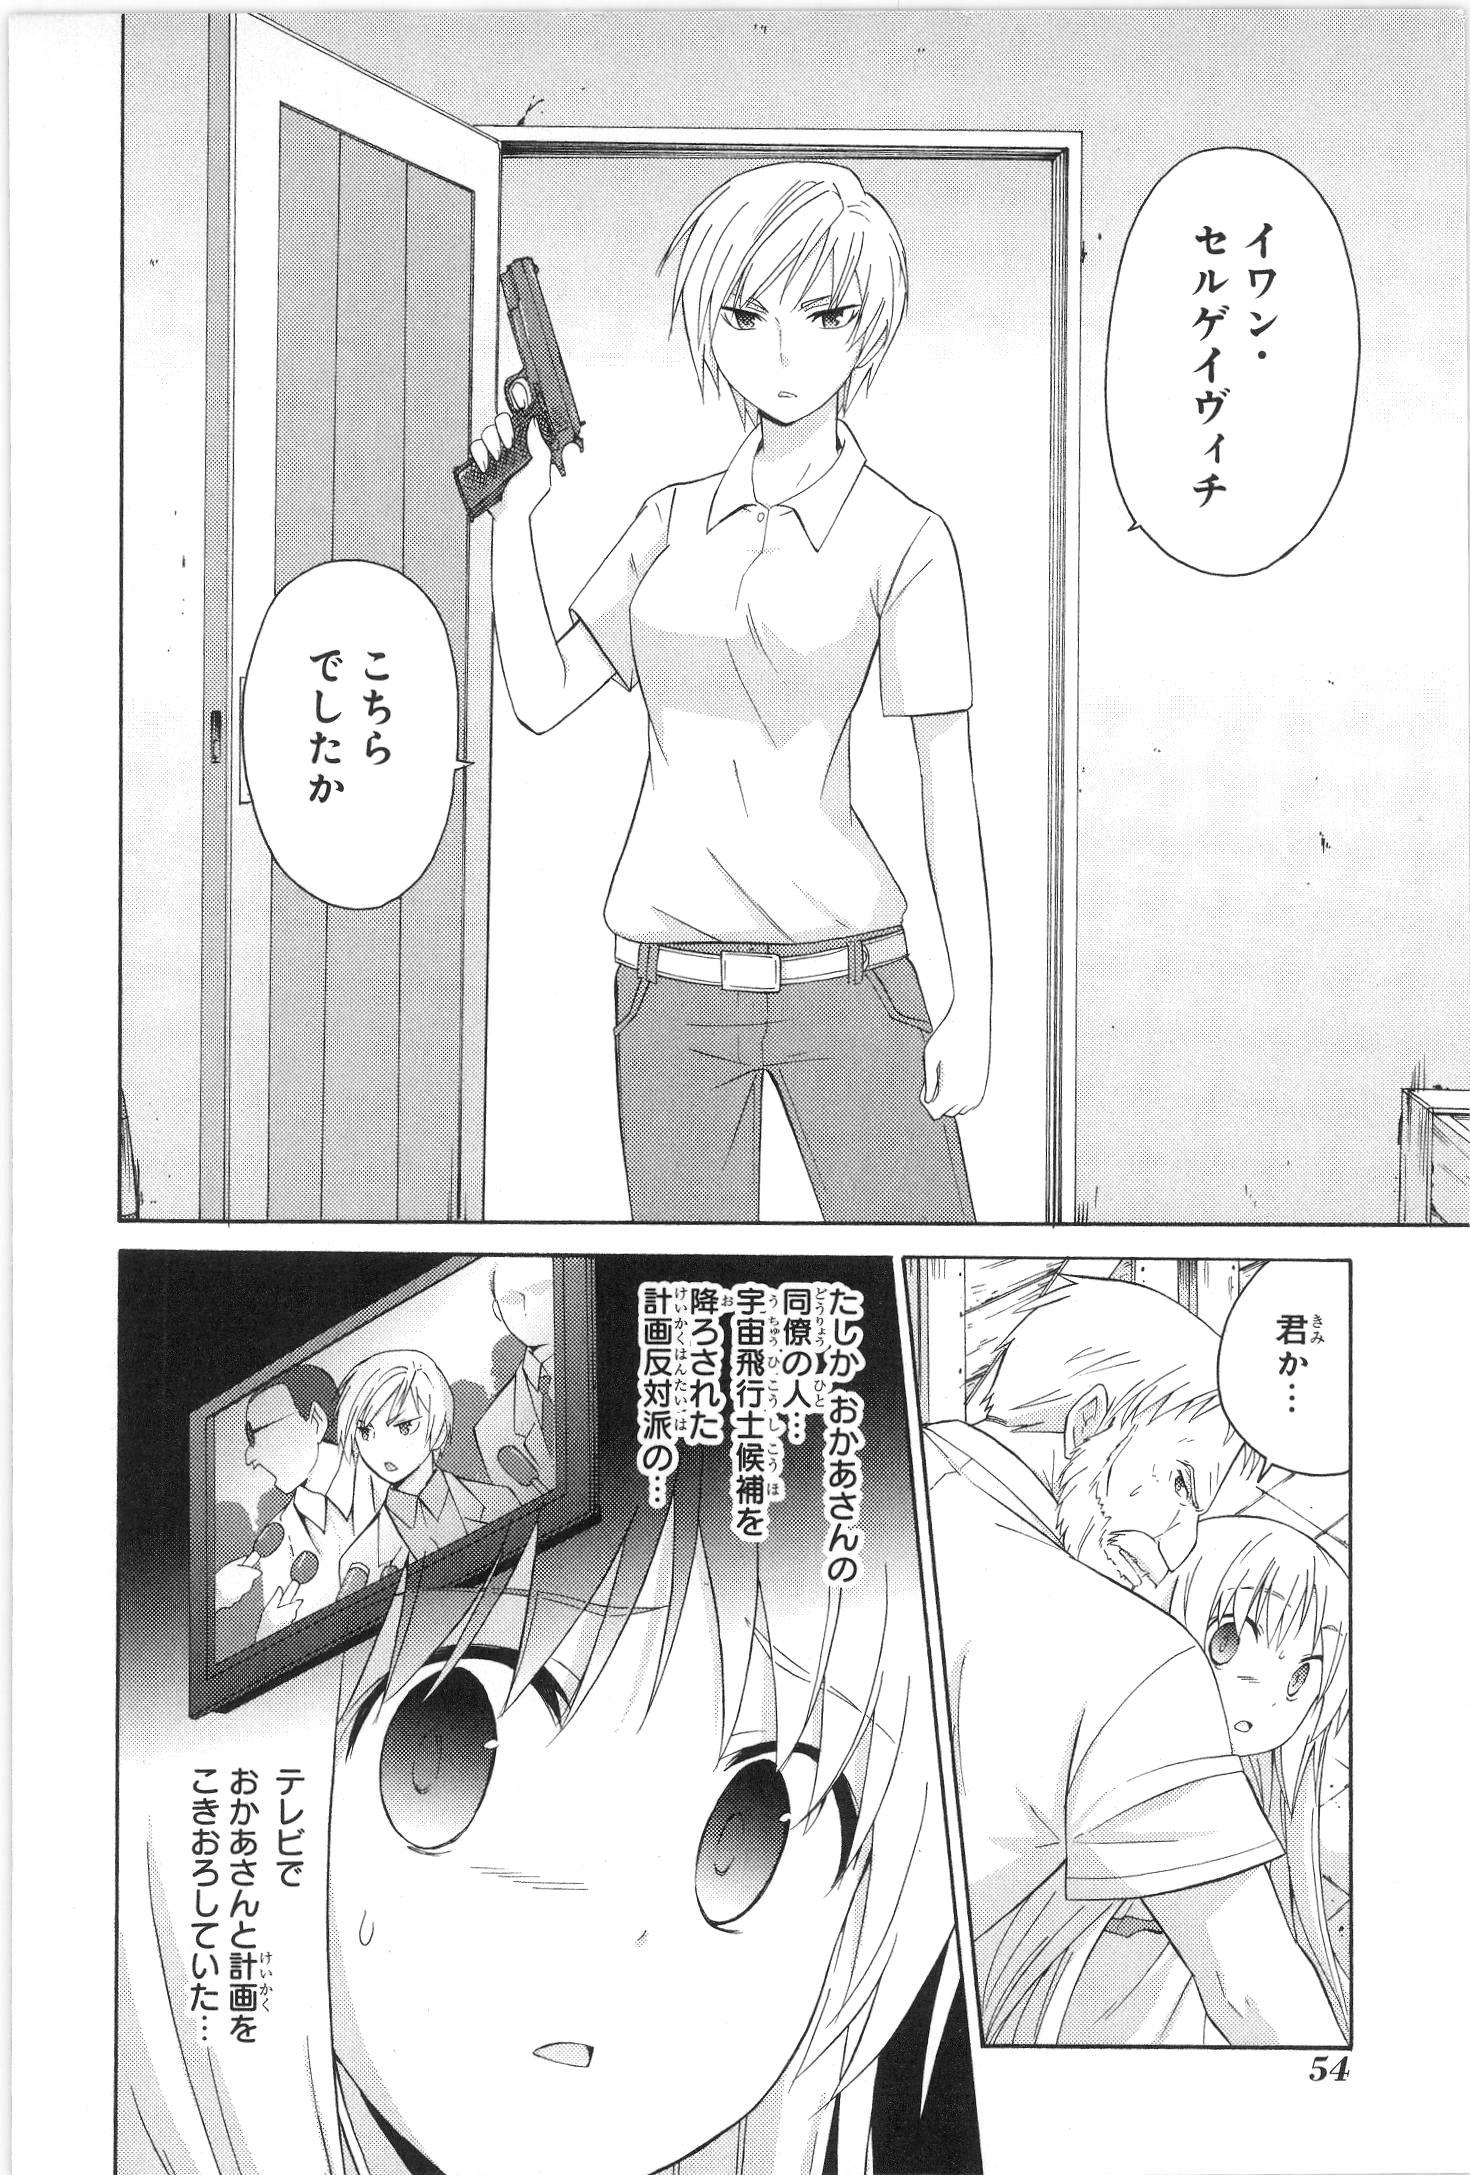 イワン・
セルゲイヴィチ
こちら
でしたか
君か…
たしか おかあさんの
同僚の人…
宇宙飛行士候補を
降ろされた
計画反対派の…
テレビで
おかあさんと計画を
こきおろしていた…
54